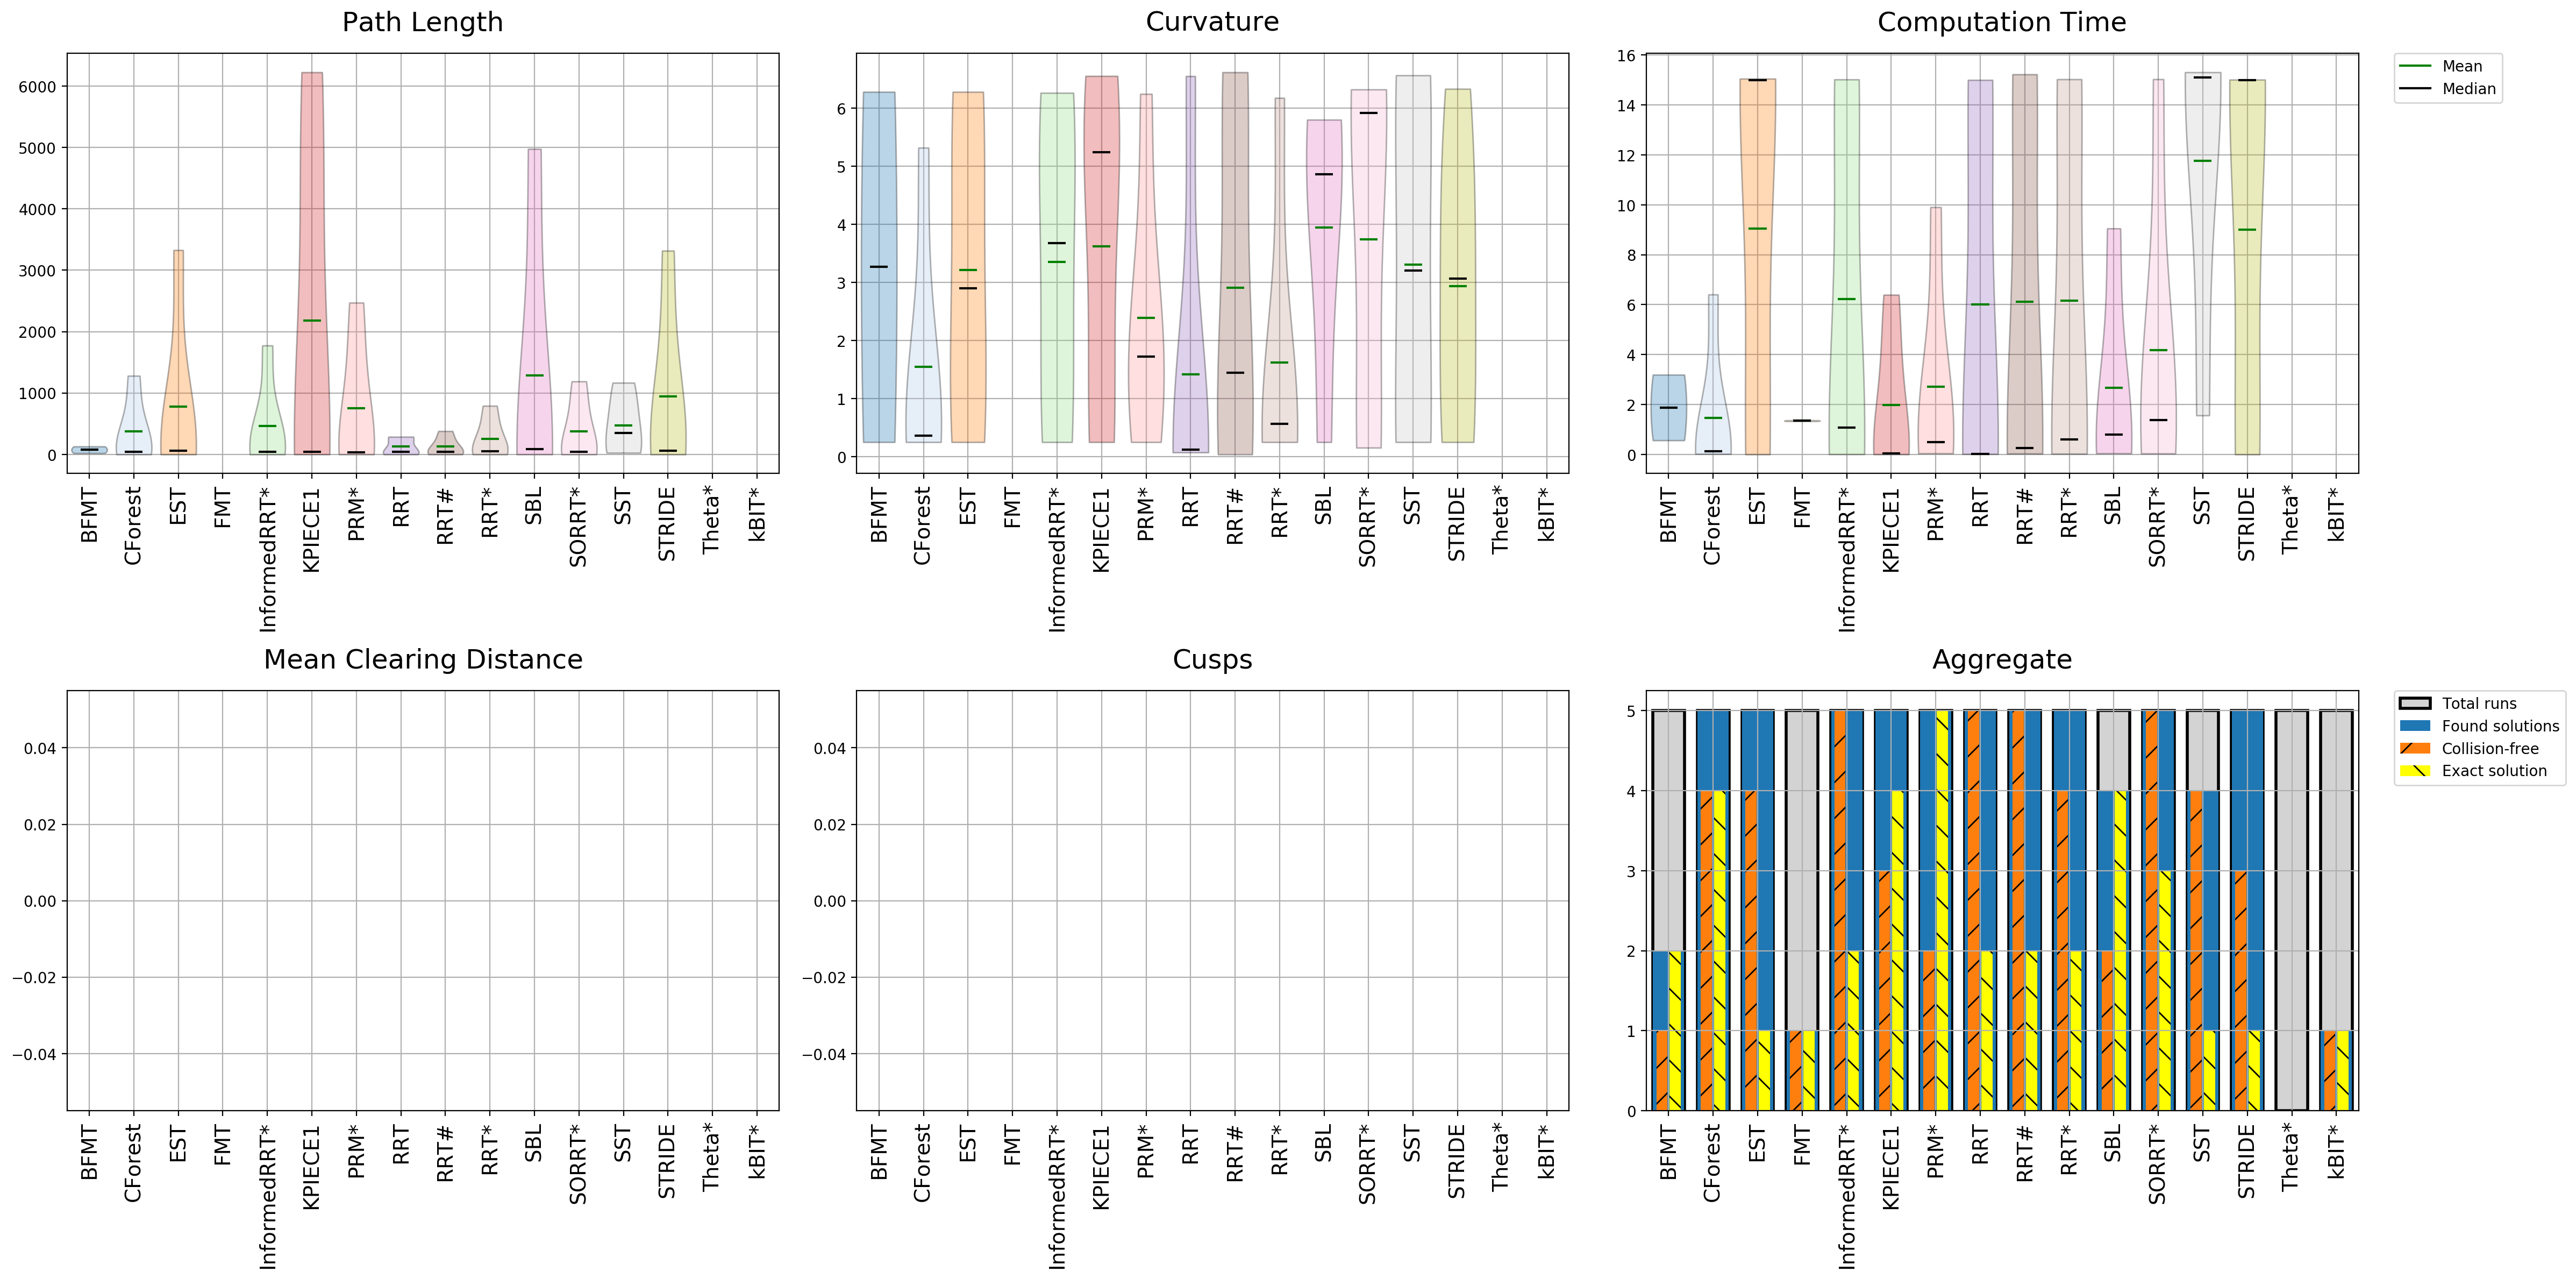 Path Length
6000
5000
4000
3000
2000
1000
0
BFMT
CForest
EST
FMT
InformedRRT*
KPIECE1
PRM*
RRT
RRT#
RRT*
SBL
SORRT*
SST
STRIDE
Theta*
kBIT*
Curvature
6
5
4
3
2
1
0
BFMT
CForest
EST
FMT
InformedRRT*
KPIECE1
PRM*
RRT
RRT#
RRT*
SBL
SORRT*
SST
STRIDE
Theta*
kBIT*
Computation Time
16
14
12
10
8
6
4
2
0
BFMT
CForest
EST
FMT
InformedRRT*
KPIECE1
PRM*
RRT
RRT#
RRT*
SBL
SORRT*
SST
STRIDE
Theta*
kBIT*
Mean
Median
Mean Clearing Distance
0.04
0.02
0.00
−0.02
−0.04
BFMT
CForest
EST
FMT
InformedRRT*
KPIECE1
PRM*
RRT
RRT#
RRT*
SBL
SORRT*
SST
STRIDE
Theta*
kBIT*
Cusps
0.04
0.02
0.00
−0.02
−0.04
BFMT
CForest
EST
FMT
InformedRRT*
KPIECE1
PRM*
RRT
RRT#
RRT*
SBL
SORRT*
SST
STRIDE
Theta*
kBIT*
Aggregate
5
4
3
2
1
0
BFMT
CForest
EST
FMT
InformedRRT*
KPIECE1
PRM*
RRT
RRT#
RRT*
SBL
SORRT*
SST
STRIDE
Theta*
kBIT*
Total runs
Found solutions
Collision-free
Exact solution